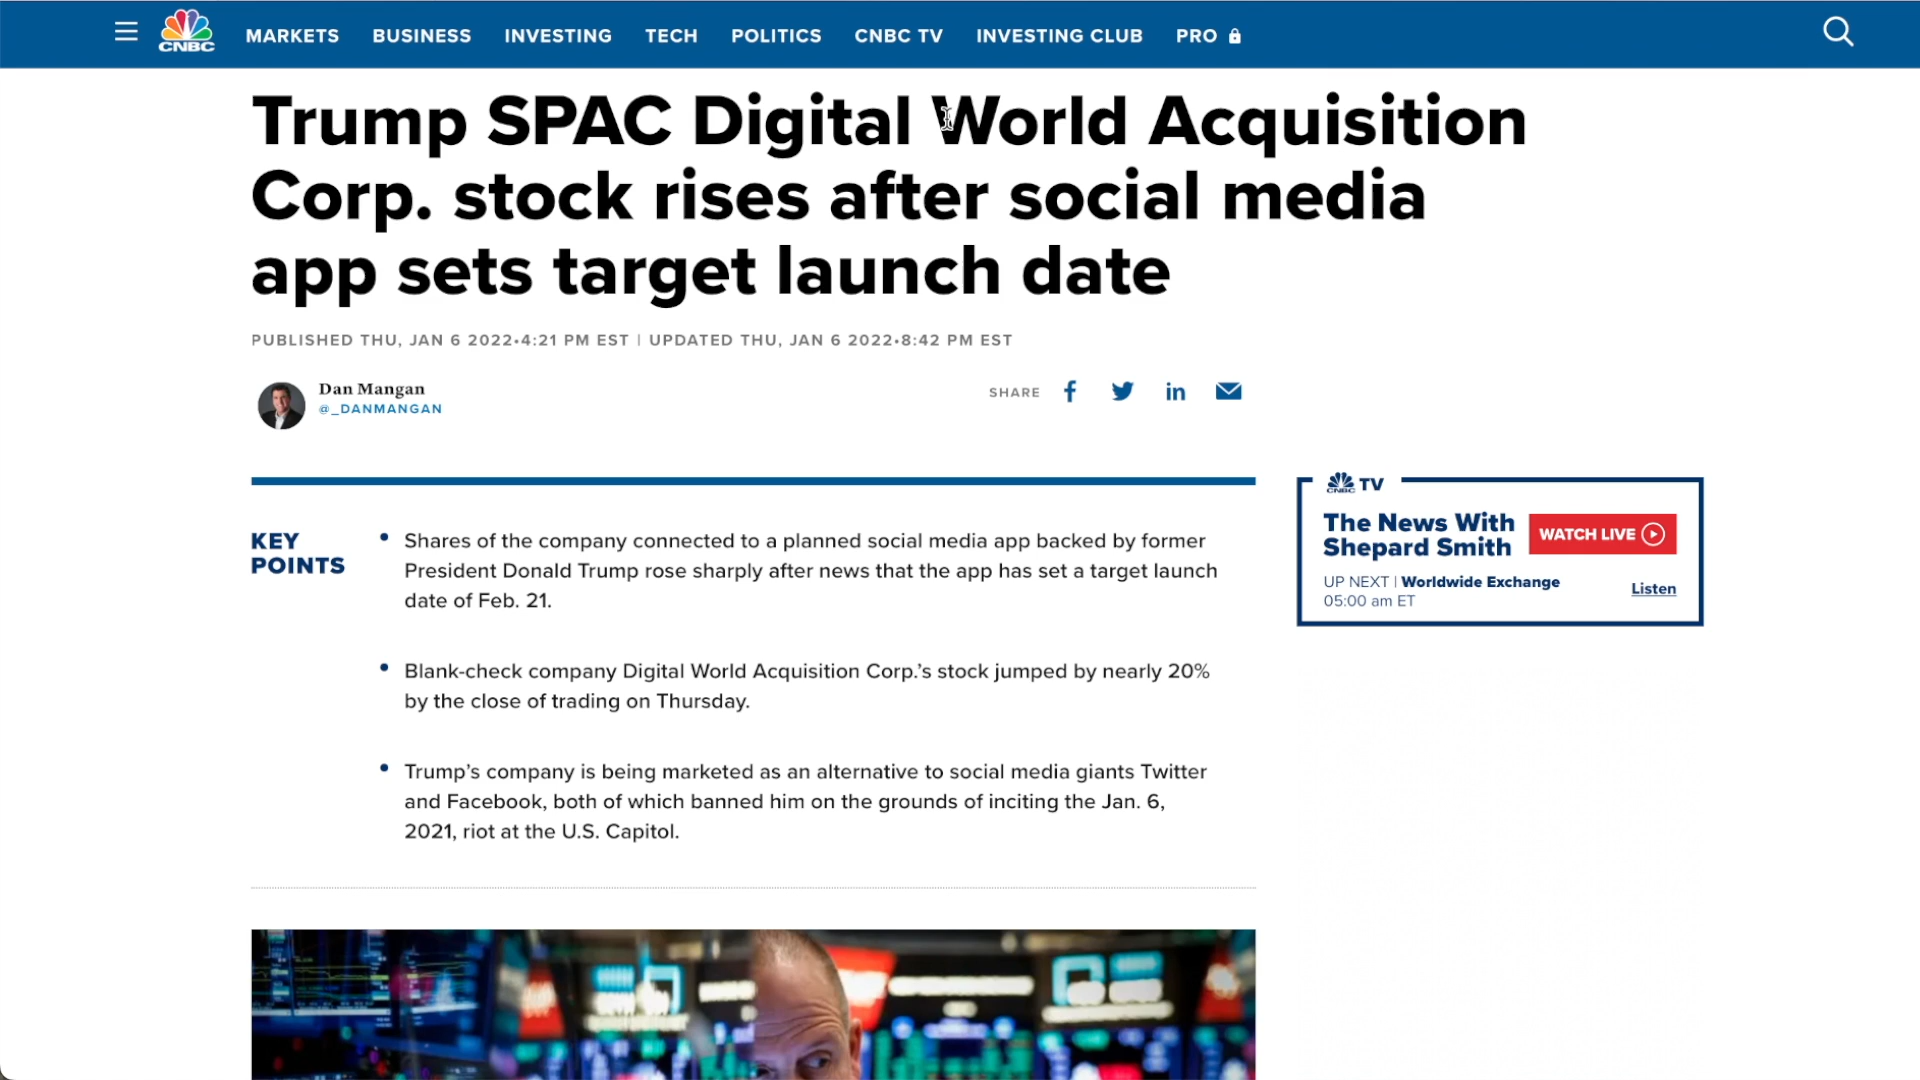 CNBC
MARKETS BUSINESS INVESTING TECH POLITICS CNBC TV INVESTING CLUB PRO
Trump SPAC Digital World Acquisition
Corp. stock rises after social media
app sets target launch date
PUBLISHED THU, JAN 6 2022•4:21 PM EST | UPDATED THU, JAN 6 2022•8:42 PM EST
Dan Mangan
@_DANMANGAN
SHARE
KEY
POINTS
• Shares of the company connected to a planned social media app backed by former
President Donald Trump rose sharply after news that the app has set a target launch
date of Feb. 21.
• Blank-check company Digital World Acquisition Corp.’s stock jumped by nearly 20%
by the close of trading on Thursday.
• Trump’s company is being marketed as an alternative to social media giants Twitter
and Facebook, both of which banned him on the grounds of inciting the Jan. 6,
2021, riot at the U.S. Capitol.
CNBC TV
The News With
Shepard Smith
WATCH LIVE
UP NEXT | Worldwide Exchange
05:00 am ET
Listen